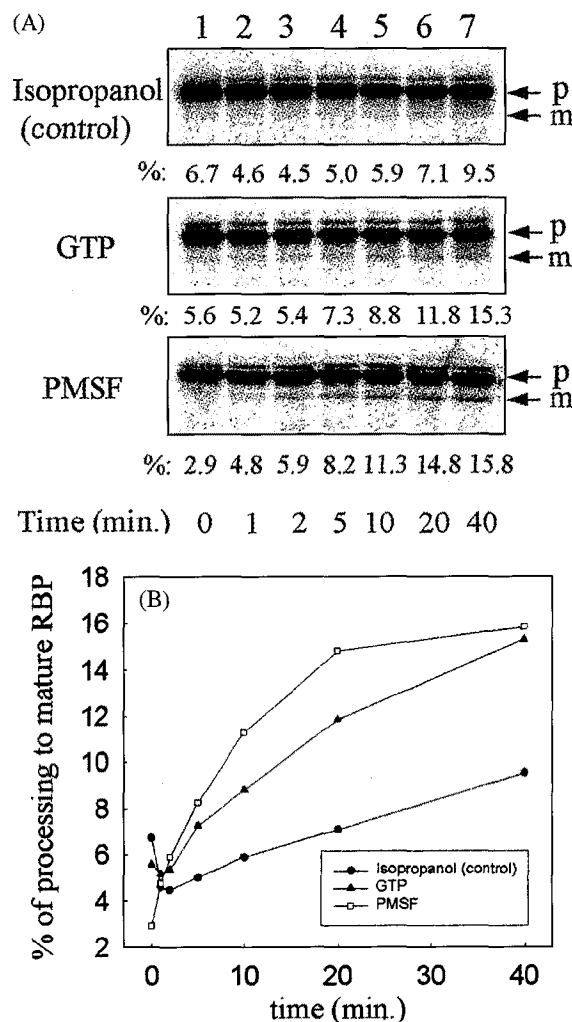 (A)
1 2 3 4 5 6 7
Isopropanol
(control)
p
m
%: 6.7 4.6 4.5 5.0 5.9 7.1 9.5
GTP
p
m
%: 5.6 5.2 5.4 7.3 8.8 11.8 15.3
PMSF
p
m
%: 2.9 4.8 5.9 8.2 11.3 14.8 15.8
Time (min.) 0 1 2 5 10 20 40
(B)
% of processing to mature RBP
18
16
14
12
10
8
6
4
2
Isopropanol (control)
GTP
PMSF
0 10 20 30 40
time (min.)